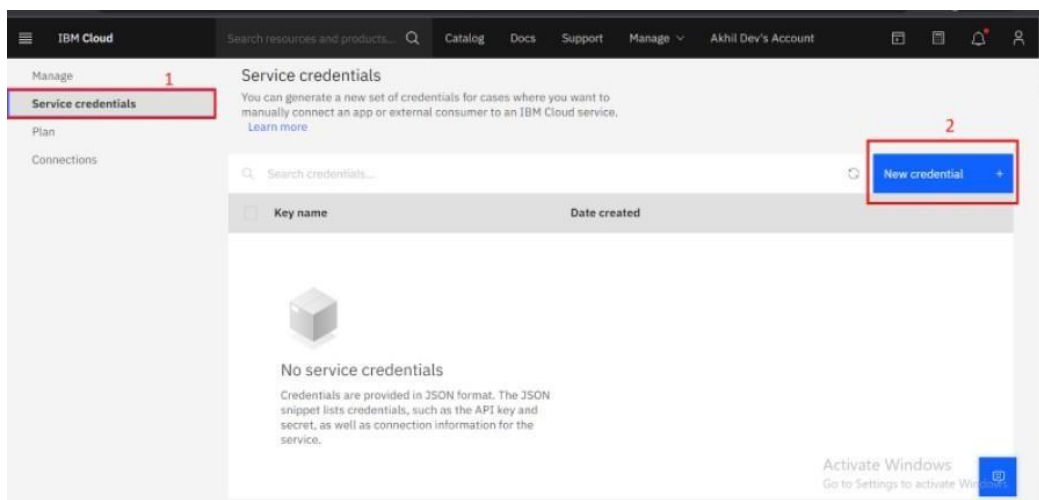 IBM Cloud
Search resources and products...
Catalog
Docs
Support
Manage
Akhil Dev's Account
Manage
1
Service credentials
Plan
Connections
Service credentials
You can generate a new set of credentials for cases where you want to
manually connect an app or external consumer to an IBM Cloud service.
Learn more
2
Search credentials...
New credential +
Key name
Date created
No service credentials
Credentials are provided in JSON format. The JSON
snippet lists credentials, such as the API key and
secret, as well as connection information for the
service.
Activate Windows
Go to Settings to activate Windows.